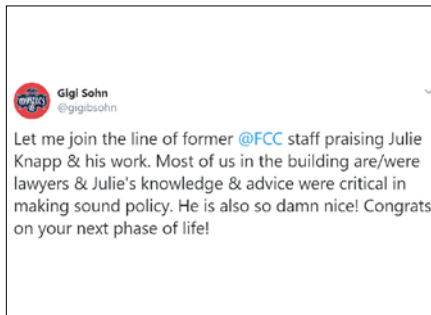 Gigi Sohn
@gigibsohn
Let me join the line of former @FCC staff praising Julie
Knapp & his work. Most of us in the building are/were
lawyers & Julie's knowledge & advice were critical in
making sound policy. He is also so damn nice! Congrats
on your next phase of life!